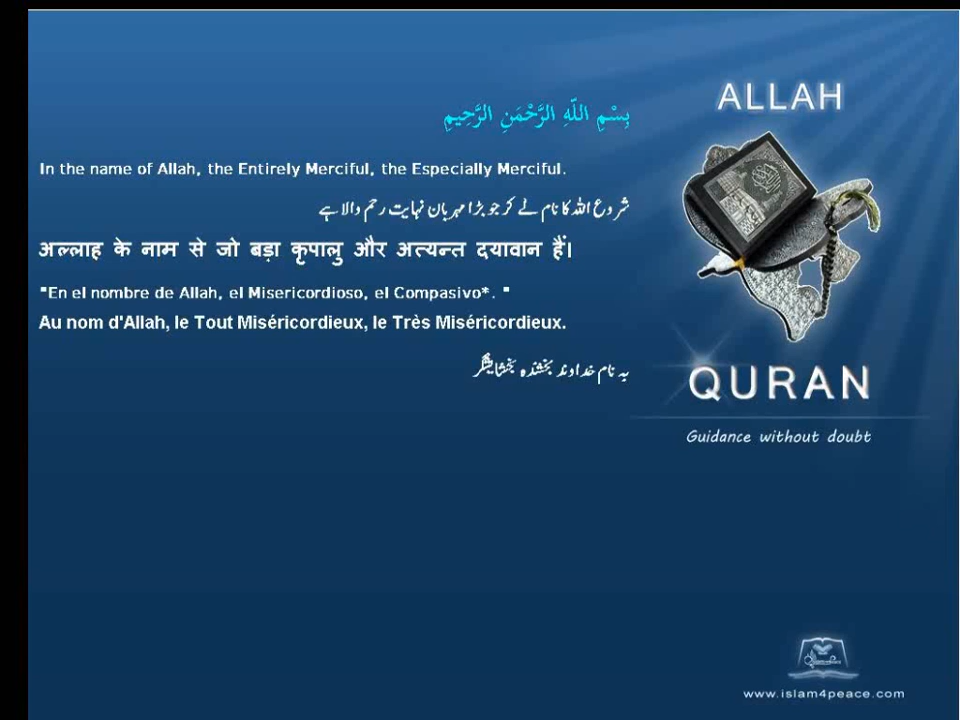 بِسْمِ اللّهِ الرَّحْمَنِ الرَّحِيمِ
In the name of Allah, the Entirely Merciful, the Especially Merciful.
شروع اللہ کا نام لے کر جو بڑا مہربان نہایت رحم والا ہے
अल्लाह के नाम से जो बड़ा कृपालु और अत्यन्त दयावान हैं।
"En el nombre de Allah, el Misericordioso, el Compasivo*. "
Au nom d'Allah, le Tout Miséricordieux, le Très Miséricordieux.
به نام خداوند بخشنده بخشایشگر
ALLAH
QURAN
Guidance without doubt
www.islam4peace.com